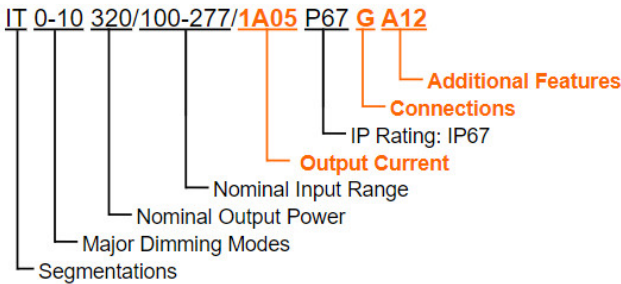 IT 0-10 320/100-277/1A05 P67 G A12
Additional Features
Connections
IP Rating: IP67
Output Current
Nominal Input Range
Nominal Output Power
Major Dimming Modes
Segmentations